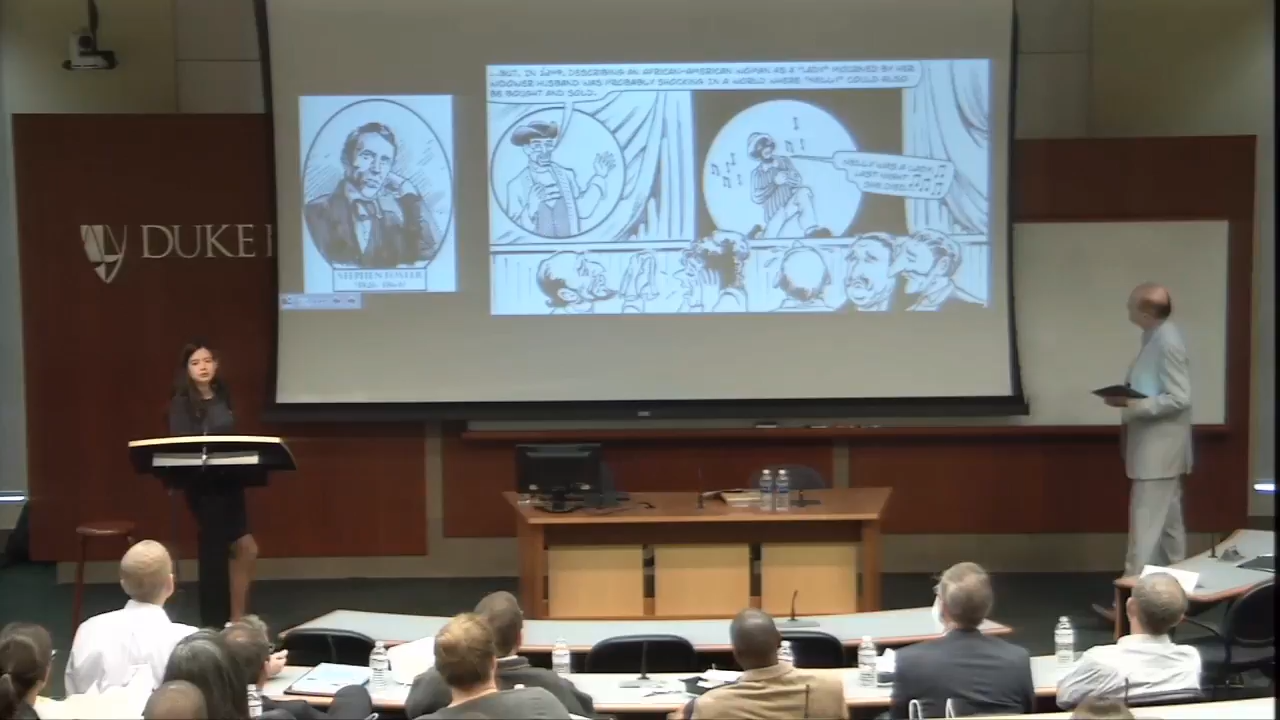 ...BUT, IN 1849, DESCRIBING AN AFRICAN-AMERICAN WOMAN AS A "LADY" MOURNED BY HER
WIDOWER HUSBAND WAS PROBABLY SHOCKING IN A WORLD WHERE "NELLY" COULD ALSO
BE BOUGHT AND SOLD.
NELLY WAS A LADY,
LAST NIGHT
SHE DIED.
DUKE
STEPHEN FOSTER